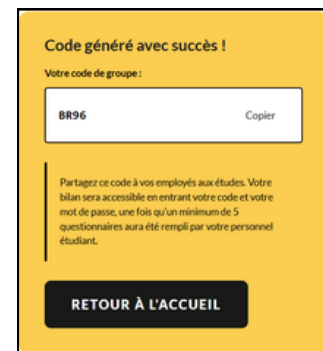 Code généré avec succès !
Votre code de groupe :
BR96 Copier
Partagez ce code à vos employés aux études. Votre
bilan sera accessible en entrant votre code et votre
mot de passe, une fois qu'un minimum de 5
questionnaires aura été rempli par votre personnel
étudiant.
RETOUR À L'ACCUEIL